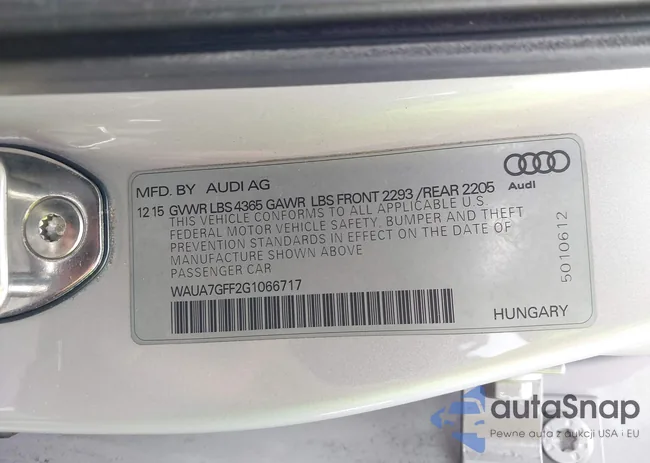 MFD. BY AUDI AG
Audi
12 15 GVWR LBS 4365 GAWR LBS FRONT 2293 / REAR 2205
THIS VEHICLE CONFORMS TO ALL APPLICABLE U.S.
FEDERAL MOTOR VEHICLE SAFETY, BUMPER AND THEFT
PREVENTION STANDARDS IN EFFECT ON THE DATE OF
MANUFACTURE SHOWN ABOVE
PASSENGER CAR
WAUA7GFF2G1066717
5010612
HUNGARY
autoSnap
Pewne auta z aukcji USA i EU